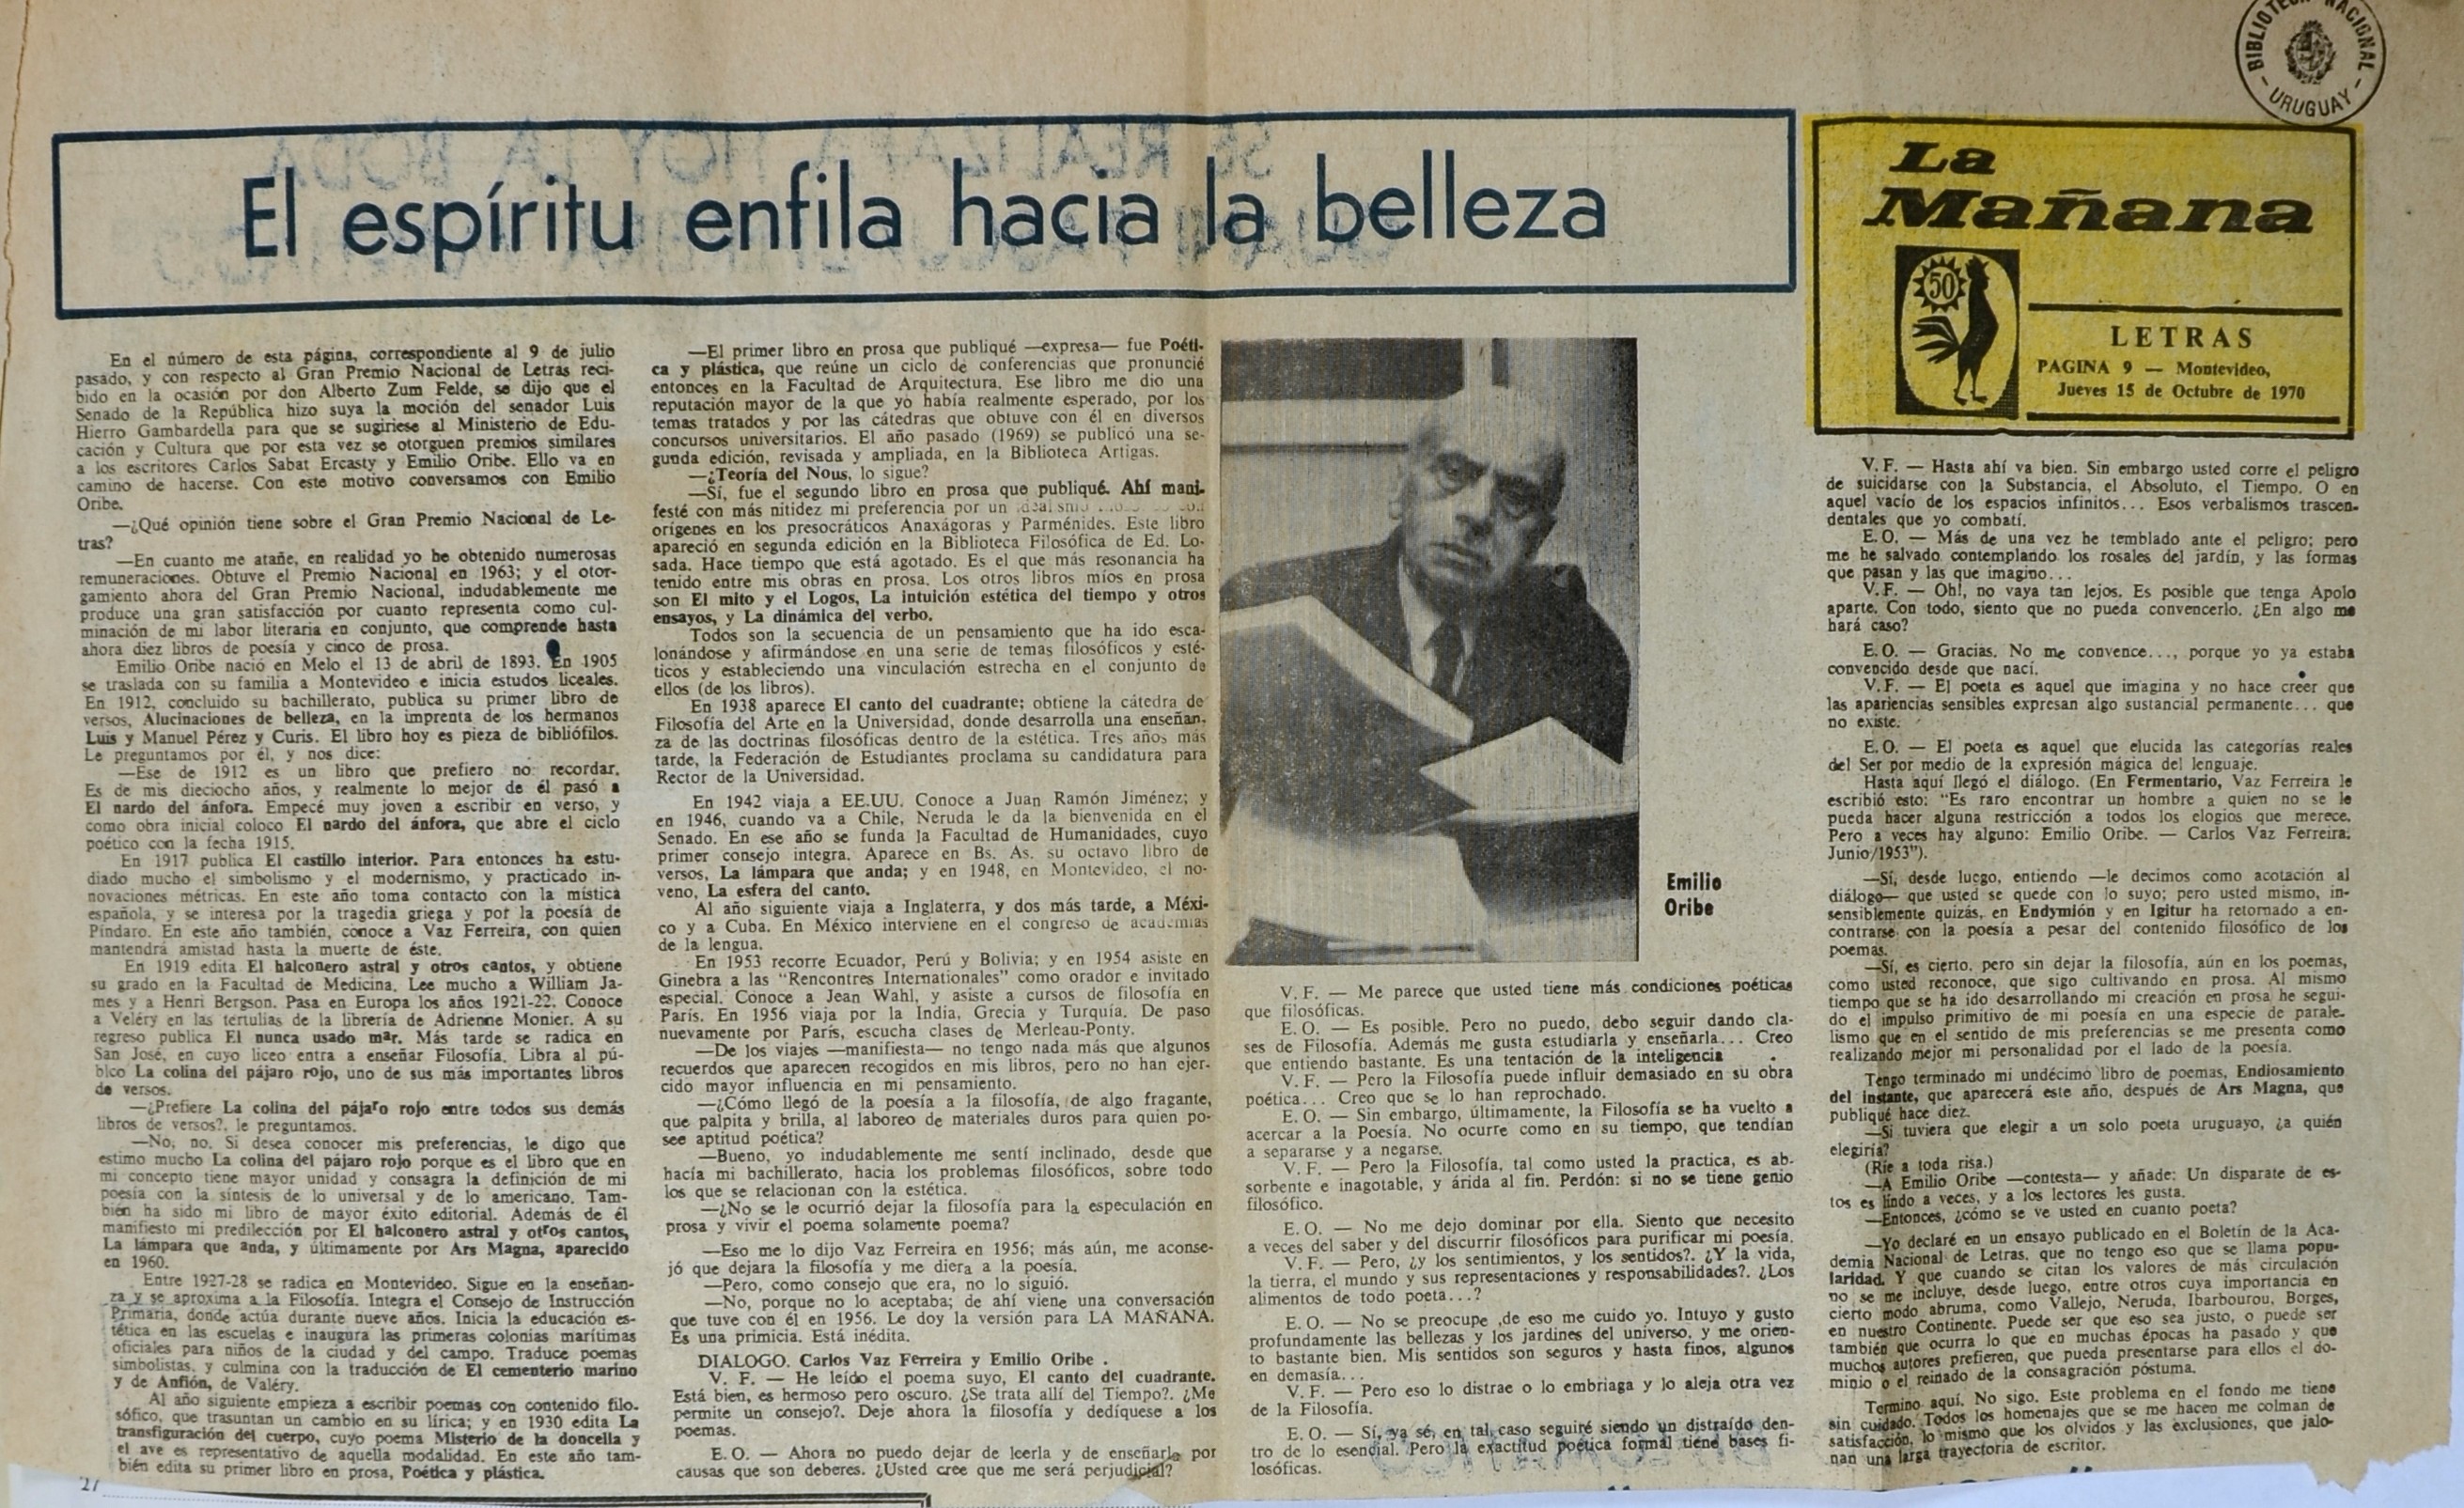 BIBLIOTECA NACIONAL
URUGUAY
El espíritu enfila hacia la belleza
La
Mañana
50
LETRAS
PAGINA 9 — Montevideo,
Jueves 15 de Octubre de 1970
En el número de esta página, correspondiente al 9 de julio
pasado, y con respecto al Gran Premio Nacional de Letras reci-
bido en la ocasión por don Alberto Zum Felde, se dijo que el
Senado de la República hizo suya la moción del senador Luis
Hierro Gambardella para que se sugiriese al Ministerio de Edu-
cación y Cultura que por esta vez se otorguen premios similares
a los escritores Carlos Sabat Ercasty y Emilio Oribe. Ello va en
camino de hacerse. Con este motivo conversamos con Emilio
Oribe.
—¿Qué opinión tiene sobre el Gran Premio Nacional de Le-
tras?
—En cuanto me atañe, en realidad yo he obtenido numerosas
remuneraciones. Obtuve el Premio Nacional en 1963; y el otor-
gamiento ahora del Gran Premio Nacional, indudablemente me
produce una gran satisfacción por cuanto representa como cul-
minación de mi labor literaria en conjunto, que comprende hasta
ahora diez libros de poesía y cinco de prosa.
Emilio Oribe nació en Melo el 13 de abril de 1893. En 1905
se traslada con su familia a Montevideo e inicia estudios liceales.
En 1912, concluido su bachillerato, publica su primer libro de
versos, Alucinaciones de belleza, en la imprenta de los hermanos
Luis y Manuel Pérez y Curis. El libro hoy es pieza de bibliófilos.
Le preguntamos por él, y nos dice:
—Ese de 1912 es un libro que prefiero no recordar.
Es de mis dieciocho años, y realmente lo mejor de él pasó a
El nardo del ánfora. Empecé muy joven a escribir en verso, y
como obra inicial coloco El nardo del ánfora, que abre el ciclo
poético con la fecha 1915.
En 1917 publica El castillo interior. Para entonces ha estu-
diado mucho el simbolismo y el modernismo, y practicado in-
novaciones métricas. En este año toma contacto con la mística
española, y se interesa por la tragedia griega y por la poesía de
Píndaro. En este año también, conoce a Vaz Ferreira, con quien
mantendrá amistad hasta la muerte de éste.
En 1919 edita El halconero astral y otros cantos, y obtiene
su grado en la Facultad de Medicina. Lee mucho a William Ja-
mes y a Henri Bergson. Pasa en Europa los años 1921-22. Conoce
a Veléry en las tertulias de la librería de Adrienne Monier. A su
regreso publica El nunca usado mar. Más tarde se radica en
San José, en cuyo liceo entra a enseñar Filosofía. Libra al pú-
blco La colina del pájaro rojo, uno de sus más importantes libros
de versos.
—¿Prefiere La colina del pájaro rojo entre todos sus demás
libros de versos?, le preguntamos.
—No, no. Si desea conocer mis preferencias, le digo que
estimo mucho La colina del pájaro rojo porque es el libro que en
mi concepto tiene mayor unidad y consagra la definición de mi
poesía con la síntesis de lo universal y de lo americano. Tam-
bién ha sido mi libro de mayor éxito editorial. Además de él
manifiesto mi predilección por El halconero astral y otros cantos,
La lámpara que anda, y últimamente por Ars Magna, aparecido
en 1960.
Entre 1927-28 se radica en Montevideo. Sigue en la enseñan-
za y se aproxima a la Filosofía. Integra el Consejo de Instrucción
Primaria, donde actúa durante nueve años. Inicia la educación es-
tética en las escuelas e inaugura las primeras colonias marítimas
oficiales para niños de la ciudad y del campo. Traduce poemas
simbolistas, y culmina con la traducción de El cementerio marino
y de Anfión, de Valéry.
Al año siguiente empieza a escribir poemas con contenido filo-
sófico, que trasuntan un cambio en su lírica; y en 1930 edita La
transfiguración del cuerpo, cuyo poema Misterio de la doncella y
el ave es representativo de aquella modalidad. En este año tam-
bién edita su primer libro en prosa, Poética y plástica.
—El primer libro en prosa que publiqué —expresa— fue Poéti-
ca y plástica, que reúne un ciclo de conferencias que pronuncié
entonces en la Facultad de Arquitectura. Ese libro me dio una
reputación mayor de la que yo había realmente esperado, por los
temas tratados y por las cátedras que obtuve con él en diversos
concursos universitarios. El año pasado (1969) se publicó una se-
gunda edición, revisada y ampliada, en la Biblioteca Artigas.
—¿Teoría del Nous, lo sigue?
—Sí, fue el segundo libro en prosa que publiqué. Ahí mani-
festé con más nitidez mi preferencia por un
orígenes en los presocráticos Anaxágoras y Parménides. Este libro
apareció en segunda edición en la Biblioteca Filosófica de Ed. Lo-
sada. Hace tiempo que está agotado. Es el que más resonancia ha
tenido entre mis obras en prosa. Los otros libros míos en prosa
son El mito y el Logos, La intuición estética del tiempo y otros
ensayos, y La dinámica del verbo.
Todos son la secuencia de un pensamiento que ha ido esca-
lonándose y afirmándose en una serie de temas filosóficos y esté-
ticos y estableciendo una vinculación estrecha en el conjunto de
ellos (de los libros).
En 1938 aparece El canto del cuadrante; obtiene la cátedra de
Filosofía del Arte en la Universidad, donde desarrolla una enseñan-
za de las doctrinas filosóficas dentro de la estética. Tres años más
tarde, la Federación de Estudiantes proclama su candidatura para
Rector de la Universidad.
En 1942 viaja a EE.UU. Conoce a Juan Ramón Jiménez; y
en 1946, cuando va a Chile, Neruda le da la bienvenida en el
Senado. En ese año se funda la Facultad de Humanidades, cuyo
primer consejo integra. Aparece en Bs. As. su octavo libro de
versos, La lámpara que anda; y en 1948, en Montevideo, el no-
veno, La esfera del canto.
Al año siguiente viaja a Inglaterra, y dos más tarde, a Méxi-
co y a Cuba. En México interviene en el congreso de academias
de la lengua.
En 1953 recorre Ecuador, Perú y Bolivia; y en 1954 asiste en
Ginebra a las "Rencontres Internationales" como orador e invitado
especial. Conoce a Jean Wahl, y asiste a cursos de filosofía en
París. En 1956 viaja por la India, Grecia y Turquía. De paso
nuevamente por París, escucha clases de Merleau-Ponty.
—De los viajes —manifiesta— no tengo nada más que algunos
recuerdos que aparecen recogidos en mis libros, pero no han ejer-
cido mayor influencia en mi pensamiento.
—¿Cómo llegó de la poesía a la filosofía, de algo fragante,
que palpita y brilla, al laboreo de materiales duros para quien po-
see aptitud poética?
—Bueno, yo indudablemente me sentí inclinado, desde que
hacía mi bachillerato, hacia los problemas filosóficos, sobre todo
los que se relacionan con la estética.
—¿No se le ocurrió dejar la filosofía para la especulación en
prosa y vivir el poema solamente poema?
—Eso me lo dijo Vaz Ferreira en 1956; más aún, me aconse-
jó que dejara la filosofía y me diera a la poesía.
—Pero, como consejo que era, no lo siguió.
—No, porque no lo aceptaba; de ahí viene una conversación
que tuve con él en 1956. Le doy la versión para LA MAÑANA.
Es una primicia. Está inédita.
DIALOGO. Carlos Vaz Ferreira y Emilio Oribe .
V. F. — He leído el poema suyo, El canto del cuadrante.
Está bien, es hermoso pero oscuro. ¿Se trata allí del Tiempo?. ¿Me
permite un consejo?. Deje ahora la filosofía y dedíquese a los
poemas.
E. O. — Ahora no puedo dejar de leerla y de enseñarla por
causas que son deberes. ¿Usted cree que me será perjudicial?
Emilio
Oribe
V. F. — Me parece que usted tiene más condiciones poéticas
que filosóficas.
E. O. — Es posible. Pero no puedo, debo seguir dando cla-
ses de Filosofía. Además me gusta estudiarla y enseñarla... Creo
que entiendo bastante. Es una tentación de la inteligencia .
V. F. — Pero la Filosofía puede influir demasiado en su obra
poética... Creo que se lo han reprochado.
E. O. — Sin embargo, últimamente, la Filosofía se ha vuelto a
acercar a la Poesía. No ocurre como en su tiempo, que tendían
a separarse y a negarse.
V. F. — Pero la Filosofía, tal como usted la practica, es ab-
sorbente e inagotable, y árida al fin. Perdón: si no se tiene genio
filosófico.
E. O. — No me dejo dominar por ella. Siento que necesito
a veces del saber y del discurrir filosóficos para purificar mi poesía.
V. F. — Pero, ¿y los sentimientos, y los sentidos?. ¿Y la vida,
la tierra, el mundo y sus representaciones y responsabilidades?. ¿Los
alimentos de todo poeta...?
E. O. — No se preocupe ,de eso me cuido yo. Intuyo y gusto
profundamente las bellezas y los jardines del universo, y me orien-
to bastante bien. Mis sentidos son seguros y hasta finos, algunos
en demasía...
V. F. — Pero eso lo distrae o lo embriaga y lo aleja otra vez
de la Filosofía.
E. O. — Sí, ya sé, en tal caso seguiré siendo un distraído den-
tro de lo esencial. Pero la exactitud poética formal tiene bases fi-
losóficas.
V. F. — Hasta ahí va bien. Sin embargo usted corre el peligro
de suicidarse con la Substancia, el Absoluto, el Tiempo. O en
aquel vacío de los espacios infinitos... Esos verbalismos trascen-
dentales que yo combatí.
E. O. — Más de una vez he temblado ante el peligro; pero
me he salvado contemplando los rosales del jardín, y las formas
que pasan y las que imagino...
V. F. — Oh!, no vaya tan lejos. Es posible que tenga Apolo
aparte. Con todo, siento que no pueda convencerlo. ¿En algo me
hará caso?
E. O. — Gracias. No me convence..., porque yo ya estaba
convencido desde que nací.
V. F. — El poeta es aquel que imagina y no hace creer que
las apariencias sensibles expresan algo sustancial permanente... que
no existe.
E. O. — El poeta es aquel que elucida las categorías reales
del Ser por medio de la expresión mágica del lenguaje.
Hasta aquí llegó el diálogo. (En Fermentario, Vaz Ferreira le
escribió esto: "Es raro encontrar un hombre a quien no se le
pueda hacer alguna restricción a todos los elogios que merece.
Pero a veces hay alguno: Emilio Oribe. — Carlos Vaz Ferreira.
Junio/1953").
—Sí, desde luego, entiendo —le decimos como acotación al
diálogo— que usted se quede con lo suyo; pero usted mismo, in-
sensiblemente quizás, en Endymión y en Igitur ha retornado a en-
contrarse con la poesía a pesar del contenido filosófico de los
poemas.
—Sí, es cierto, pero sin dejar la filosofía, aún en los poemas,
como usted reconoce, que sigo cultivando en prosa. Al mismo
tiempo que se ha ido desarrollando mi creación en prosa he segui-
do el impulso primitivo de mi poesía en una especie de parale-
lismo que en el sentido de mis preferencias se me presenta como
realizando mejor mi personalidad por el lado de la poesía.
Tengo terminado mi undécimo libro de poemas, Endiosamiento
del instante, que aparecerá este año, después de Ars Magna, que
publiqué hace diez.
—Si tuviera que elegir a un solo poeta uruguayo, ¿a quién
elegiría?
(Ríe a toda risa.)
—A Emilio Oribe —contesta— y añade: Un disparate de es-
tos es lindo a veces, y a los lectores les gusta.
—Entonces, ¿cómo se ve usted en cuanto poeta?
—Yo declaré en un ensayo publicado en el Boletín de la Aca-
demia Nacional de Letras, que no tengo eso que se llama popu-
laridad. Y que cuando se citan los valores de más circulación
no se me incluye, desde luego, entre otros cuya importancia en
cierto modo abruma, como Vallejo, Neruda, Ibarbourou, Borges,
en nuestro Continente. Puede ser que eso sea justo, o puede ser
también que ocurra lo que en muchas épocas ha pasado y que
muchos autores prefieren, que pueda presentarse para ellos el do-
minio o el reinado de la consagración póstuma.
Termino aquí. No sigo. Este problema en el fondo me tiene
sin cuidado. Todos los homenajes que se me hacen me colman de
satisfacción, lo mismo que los olvidos y las exclusiones, que jalo-
nan una larga trayectoria de escritor.
27